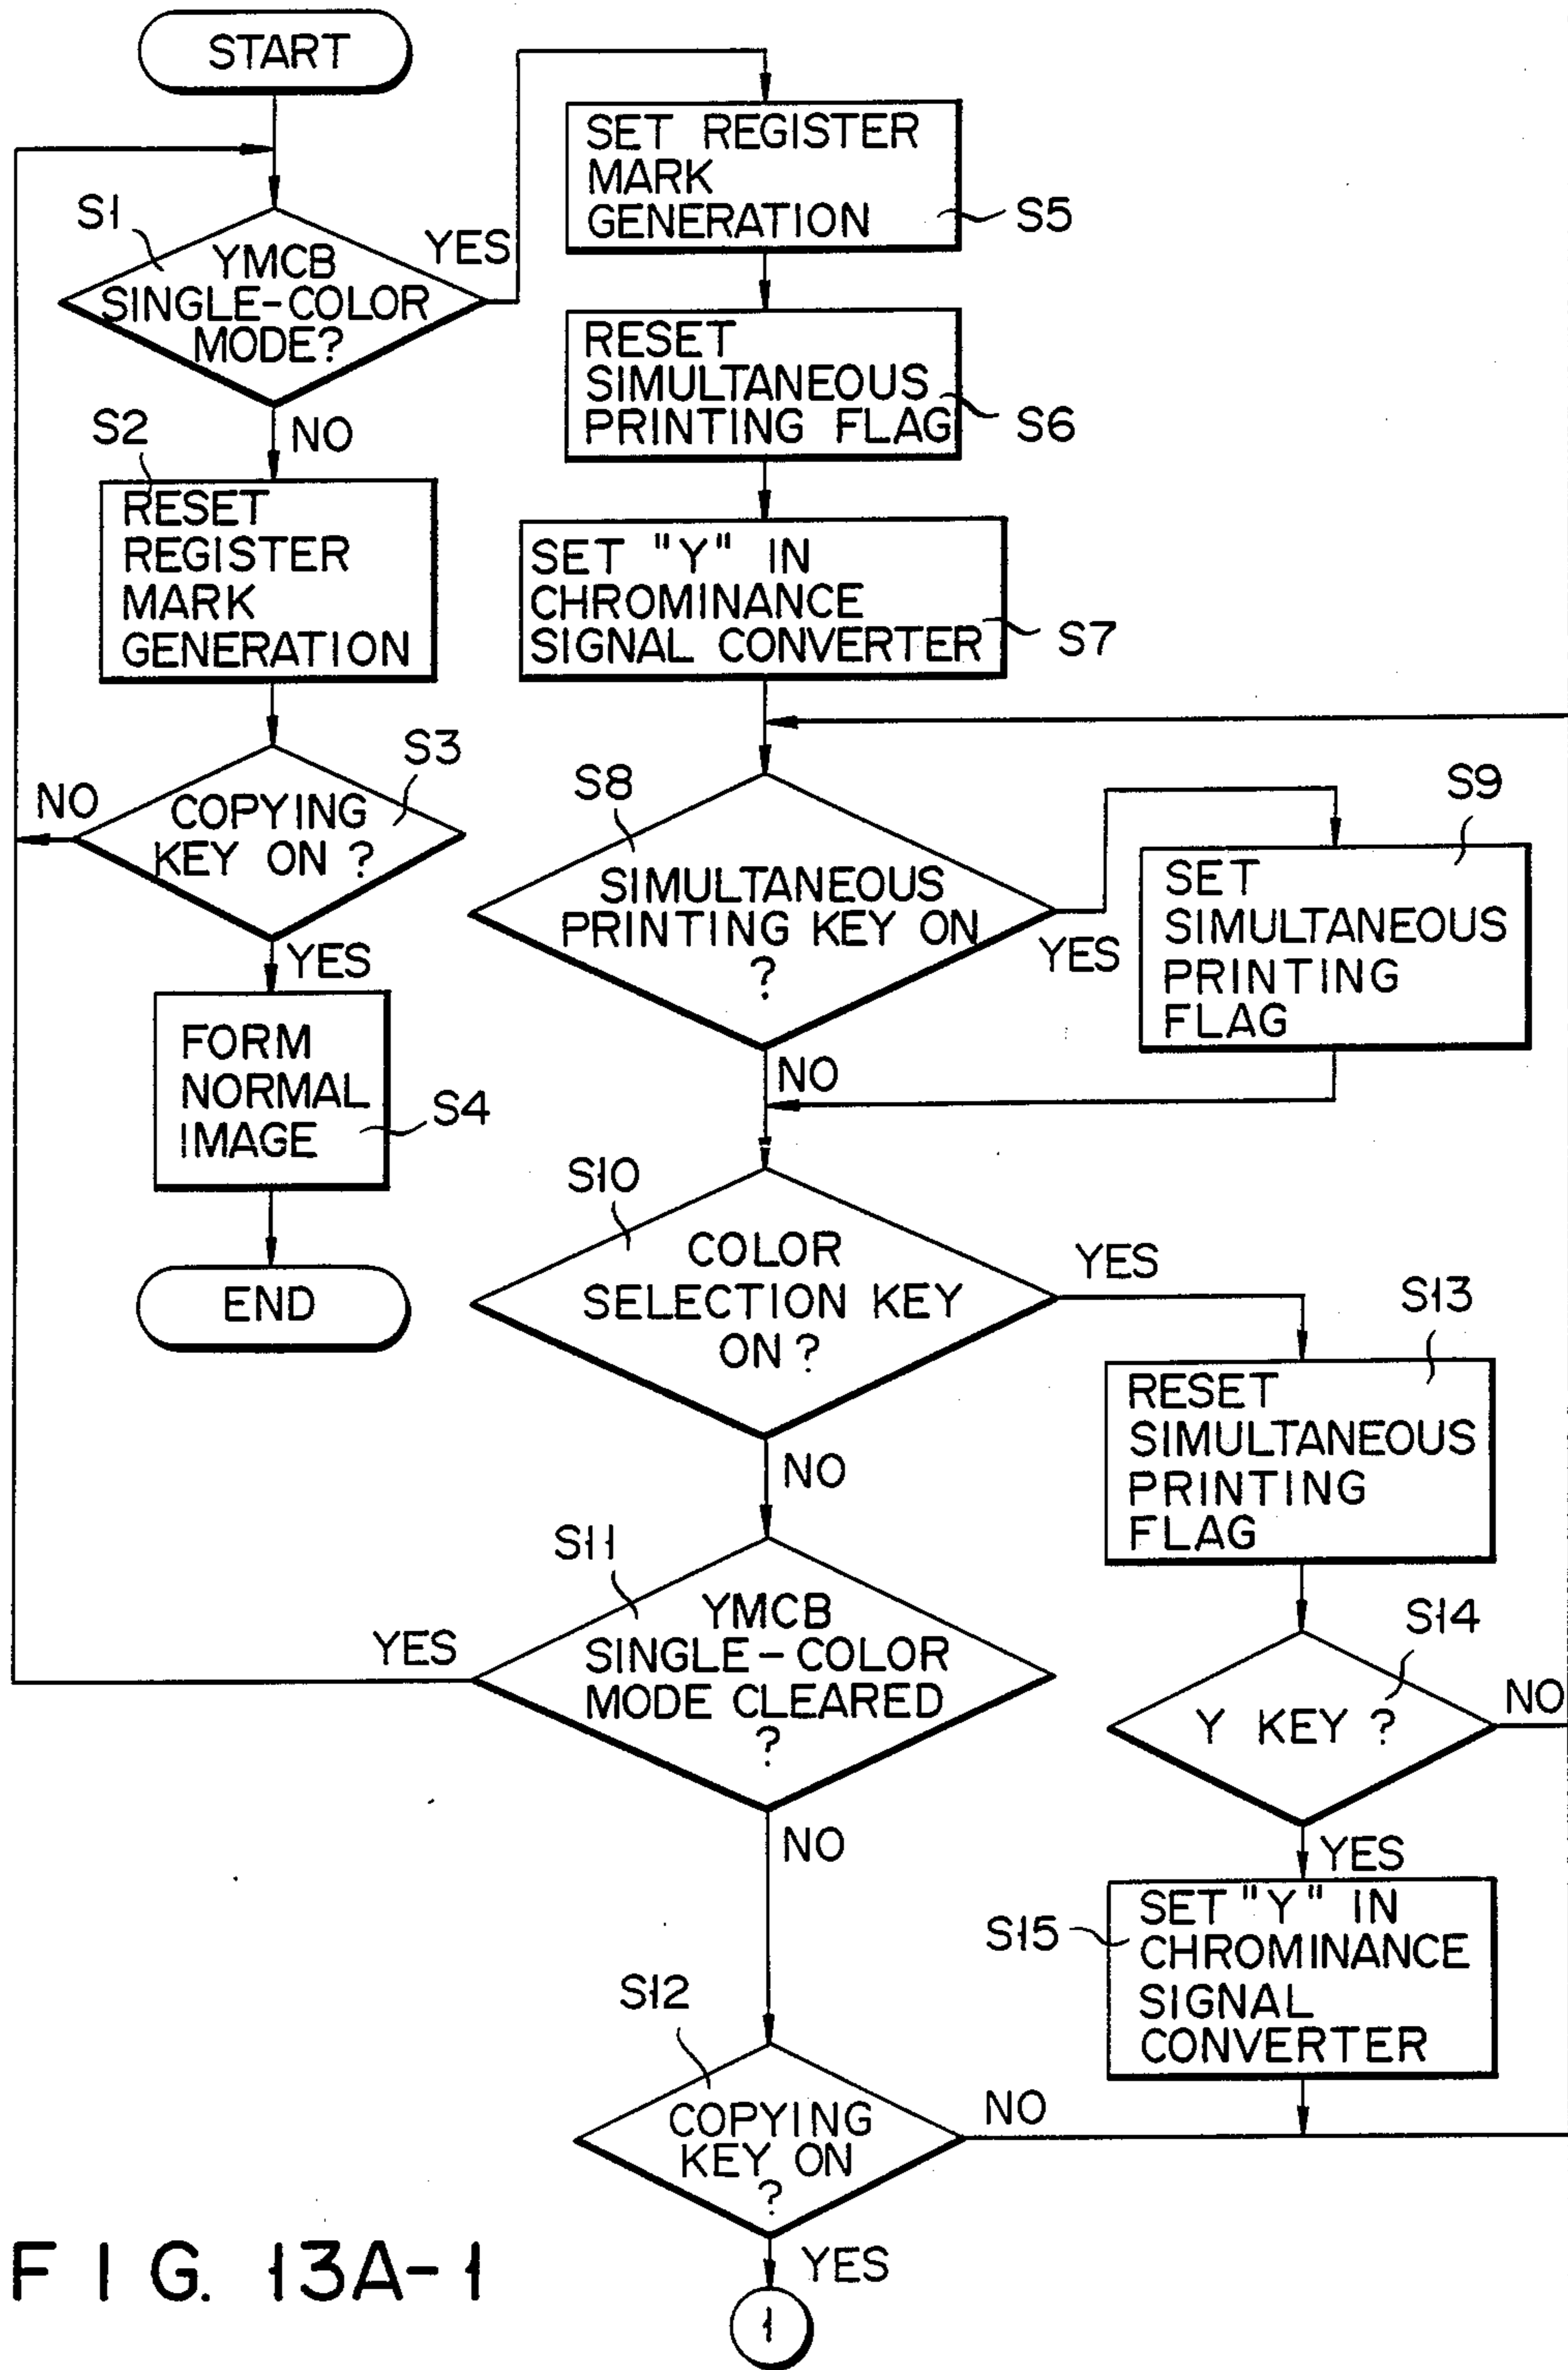 START
S1
YMCB
SINGLE-COLOR
MODE?
YES
NO
S2
RESET
REGISTER
MARK
GENERATION
S3
COPYING
KEY ON ?
NO
YES
FORM
NORMAL
IMAGE
S4
END
SET REGISTER
MARK
GENERATION
S5
RESET
SIMULTANEOUS
PRINTING FLAG
S6
SET "Y" IN
CHROMINANCE
SIGNAL CONVERTER
S7
S8
SIMULTANEOUS
PRINTING KEY ON
?
YES
NO
S9
SET
SIMULTANEOUS
PRINTING
FLAG
S10
COLOR
SELECTION KEY
ON ?
YES
NO
S11
YMCB
SINGLE-COLOR
MODE CLEARED
?
YES
NO
S12
COPYING
KEY ON
?
NO
YES
1
S13
RESET
SIMULTANEOUS
PRINTING
FLAG
S14
Y KEY ?
NO
YES
S15
SET "Y" IN
CHROMINANCE
SIGNAL
CONVERTER
FIG. 13A-1